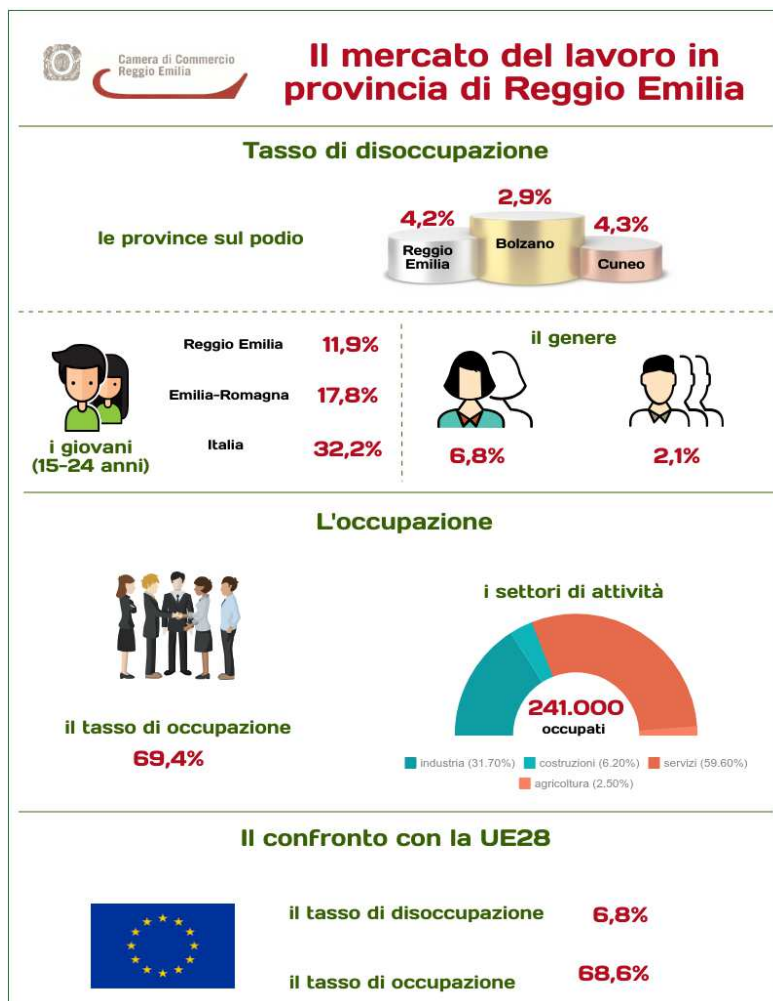 Camera di Commercio
Reggio Emilia
Il mercato del lavoro in
provincia di Reggio Emilia
Tasso di disoccupazione
le province sul podio
4,2%
2,9%
4,3%
Reggio
Emilia
Bolzano
Cuneo
i giovani
(15-24 anni)
Reggio Emilia 11,9%
Emilia-Romagna 17,8%
Italia 32,2%
il genere
6,8%
2,1%
L'occupazione
il tasso di occupazione
69,4%
i settori di attività
241.000
occupati
industria (31.70%) costruzioni (6.20%) servizi (59.60%)
agricoltura (2.50%)
Il confronto con la UE28
il tasso di disoccupazione 6,8%
il tasso di occupazione 68,6%